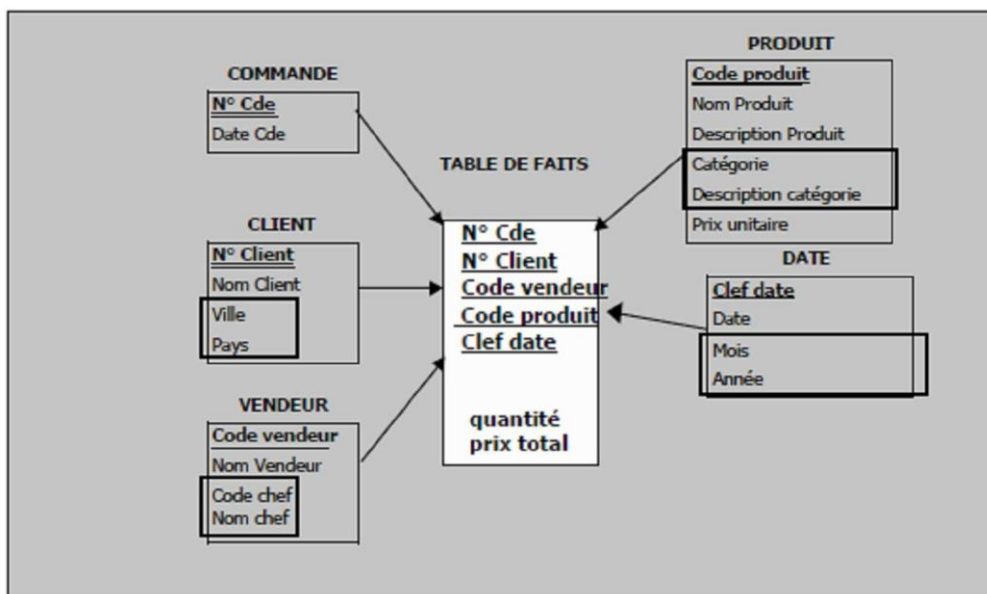 COMMANDE
N° Cde
Date Cde
CLIENT
N° Client
Nom Client
Ville
Pays
VENDEUR
Code vendeur
Nom Vendeur
Code chef
Nom chef
TABLE DE FAITS
N° Cde
N° Client
Code vendeur
Code produit
Clef date
quantité
prix total
PRODUIT
Code produit
Nom Produit
Description Produit
Catégorie
Description catégorie
Prix unitaire
DATE
Clef date
Date
Mois
Année